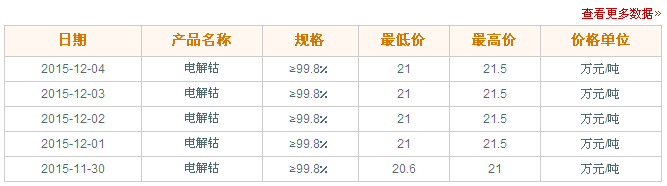 查看更多数据»
日期 产品名称 规格 最低价 最高价 价格单位
2015-12-04 电解钴 ≥99.8% 21 21.5 万元/吨
2015-12-03 电解钴 ≥99.8% 21 21.5 万元/吨
2015-12-02 电解钴 ≥99.8% 21 21.5 万元/吨
2015-12-01 电解钴 ≥99.8% 21 21.5 万元/吨
2015-11-30 电解钴 ≥99.8% 20.6 21 万元/吨